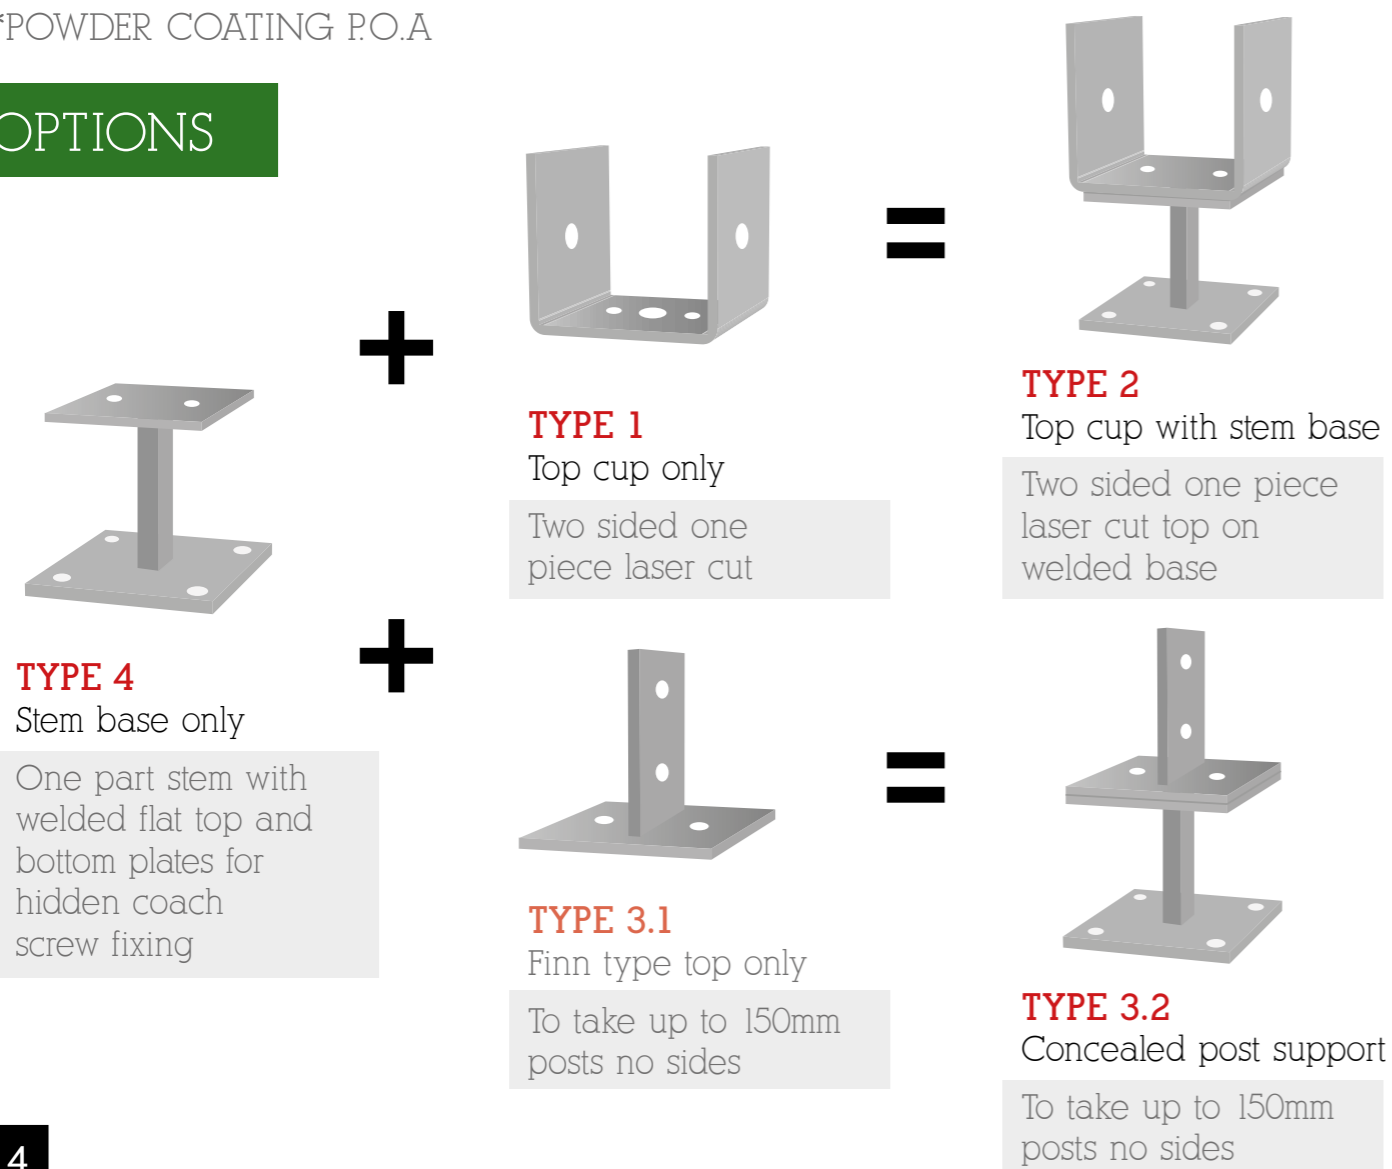 *POWDER COATING P.O.A
OPTIONS
TYPE 4
Stem base only
One part stem with
welded flat top and
bottom plates for
hidden coach
screw fixing
+
+
TYPE 1
Top cup only
Two sided one
piece laser cut
TYPE 3.1
Finn type top only
To take up to 150mm
posts no sides
=
=
TYPE 2
Top cup with stem base
Two sided one piece
laser cut top on
welded base
TYPE 3.2
Concealed post support
To take up to 150mm
posts no sides
4